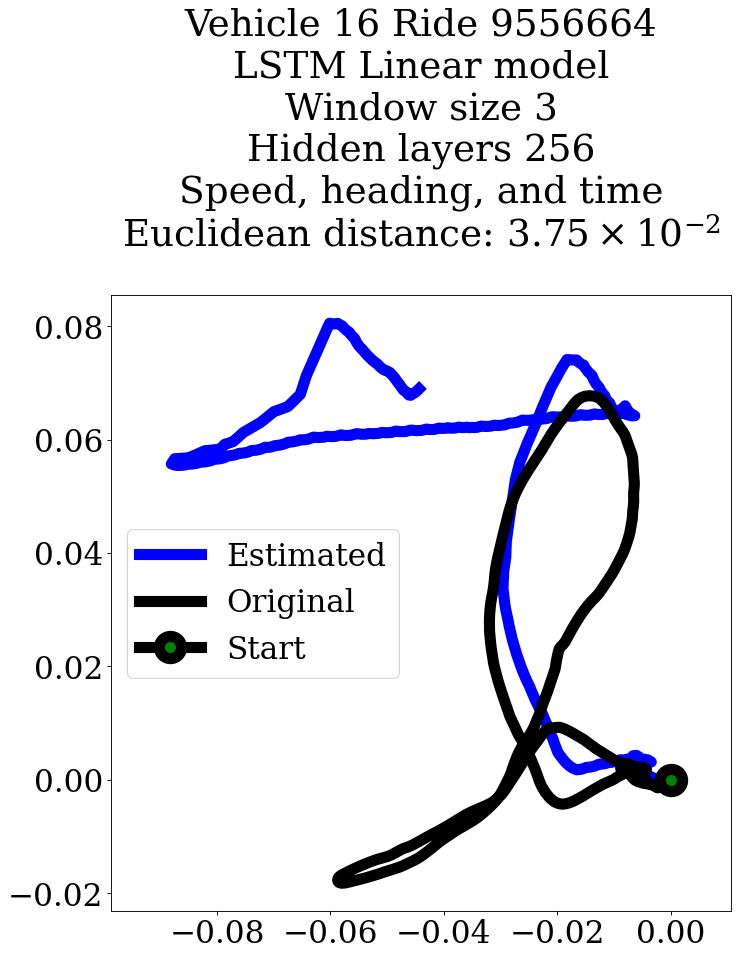 Vehicle 16 Ride 9556664
LSTM Linear model
Window size 3
Hidden layers 256
Speed, heading, and time
Euclidean distance: 3.75 × 10⁻²
0.08
0.06
0.04
0.02
0.00
−0.02
Estimated
Original
Start
−0.08 −0.06 −0.04 −0.02 0.00